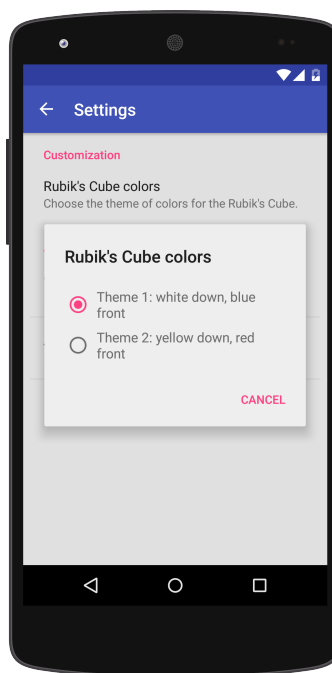 Settings
Customization
Rubik's Cube colors
Choose the theme of colors for the Rubik's Cube.
Rubik's Cube colors
Theme 1: white down, blue
front
Theme 2: yellow down, red
front
CANCEL